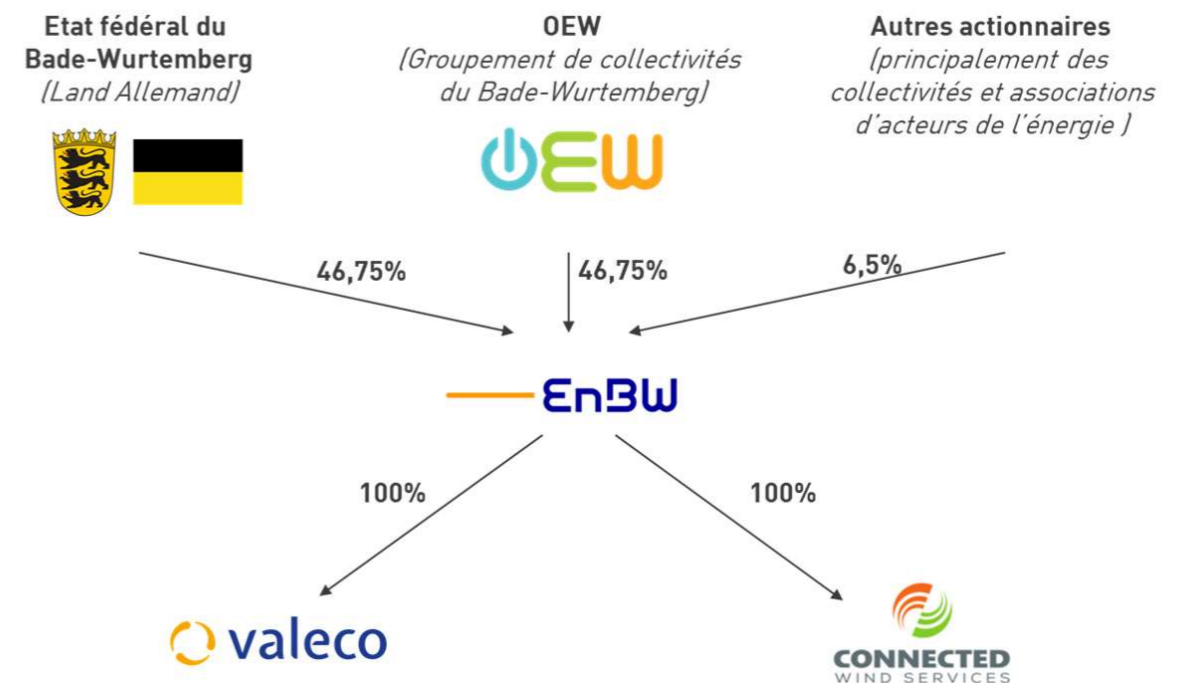 Etat fédéral du
Bade-Wurtemberg
(Land Allemand)
OEW
(Groupement de collectivités
du Bade-Wurtemberg)
Autres actionnaires
(principalement des
collectivités et associations
d'acteurs de l'énergie )
OEW
46,75%
46,75%
6,5%
EnBW
100%
100%
valeco
CONNECTED
WIND SERVICES